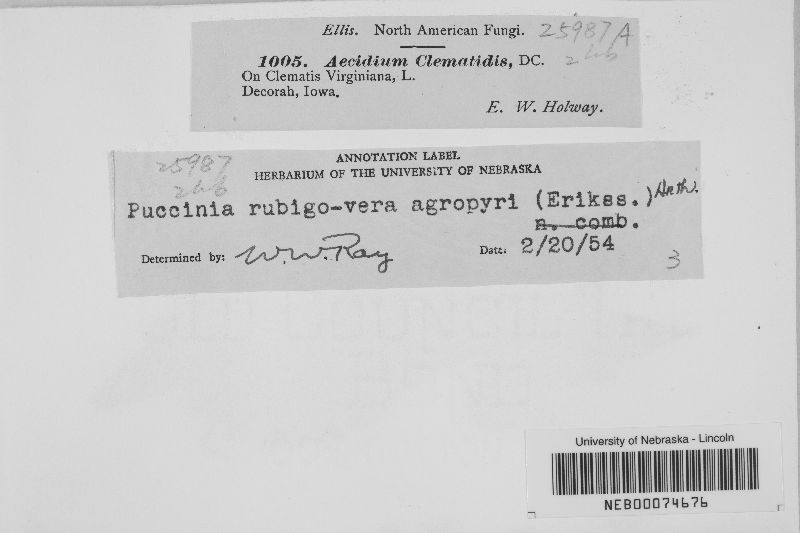 Ellis. North American Fungi. 25987A
1005. Aecidium Clematidis, DC.
On Clematis Virginiana, L.
Decorah, Iowa.
E. W. Holway.
25987
ANNOTATION LABEL
HERBARIUM OF THE UNIVERSITY OF NEBRASKA
Puccinia rubigo-vera agropyri (Erikss.) Arth.
n. comb.
Determined by: W.W. Ray Date: 2/20/54
3
University of Nebraska - Lincoln
NEB00074676